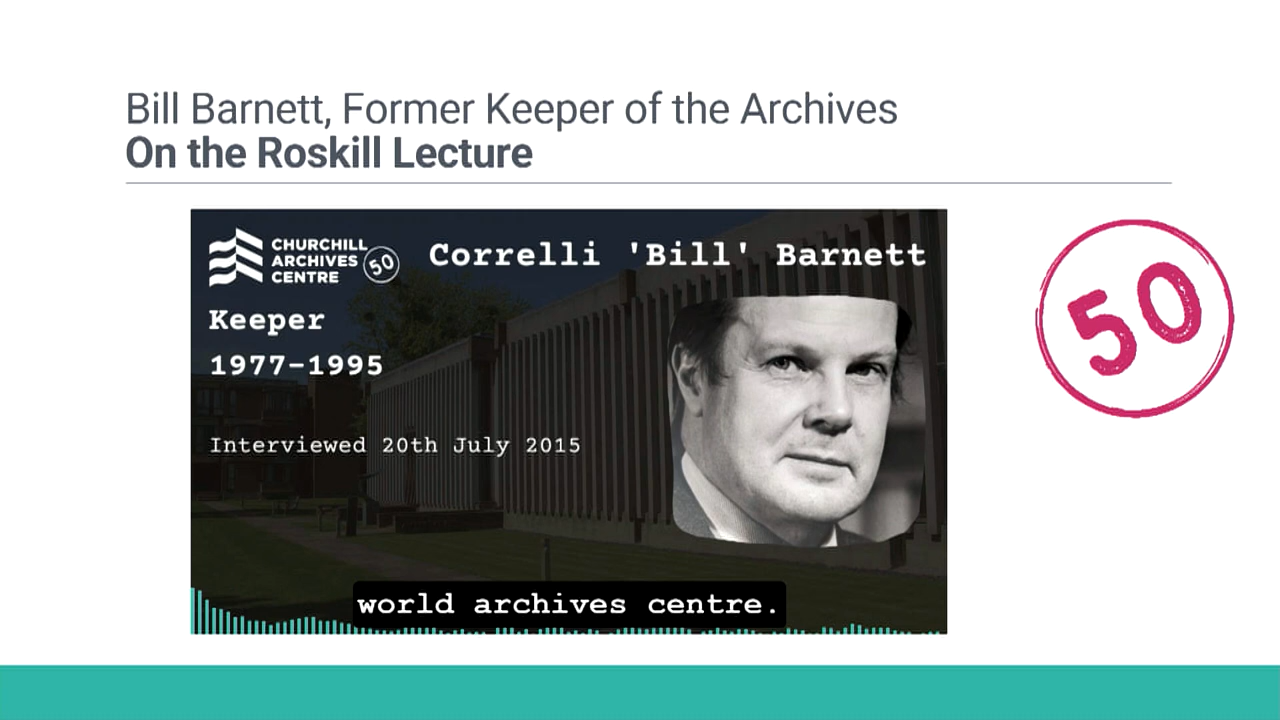 Bill Barnett, Former Keeper of the Archives
On the Roskill Lecture
CHURCHILL
ARCHIVES
CENTRE
50
Correlli 'Bill' Barnett
Keeper
1977–1995
Interviewed 20th July 2015
world archives centre.
50